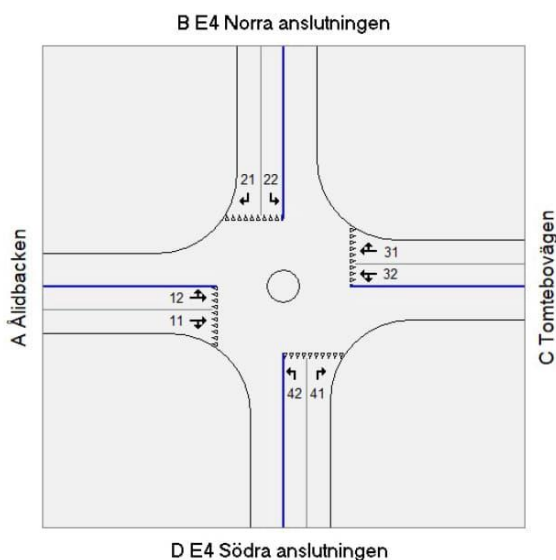 B E4 Norra anslutningen
21 22
31
32
12
11
A Ålidbacken
C Tomtebovägen
42 41
D E4 Södra anslutningen